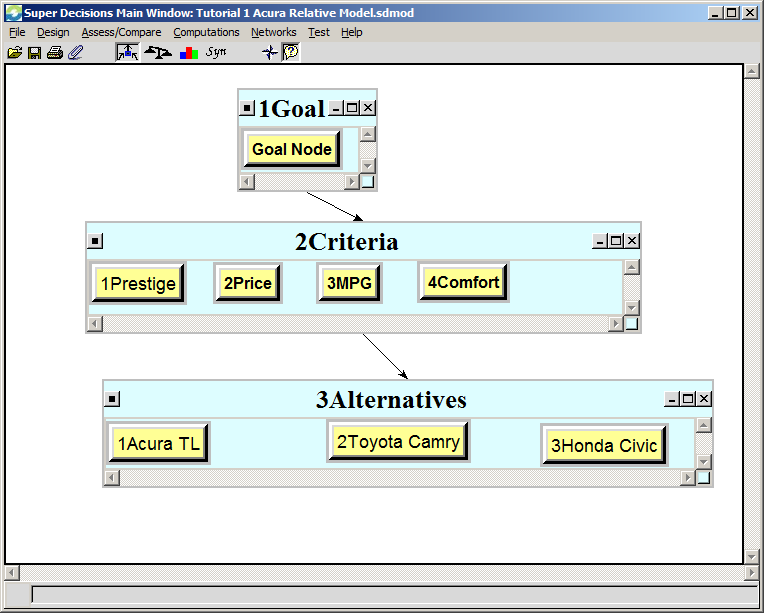 Super Decisions Main Window: Tutorial 1 Acura Relative Model.sdmod
File Design Assess/Compare Computations Networks Test Help
Syn
1Goal
Goal Node
2Criteria
1Prestige 2Price 3MPG 4Comfort
3Alternatives
1Acura TL 2Toyota Camry 3Honda Civic